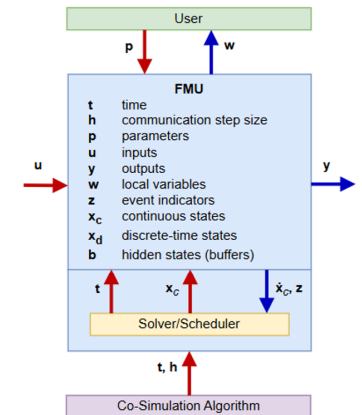 User
p w
FMU
t time
h communication step size
p parameters
u inputs
y outputs
w local variables
z event indicators
xc continuous states
xd discrete-time states
b hidden states (buffers)
u
y
t xc ẋc, z
Solver/Scheduler
t, h
Co-Simulation Algorithm